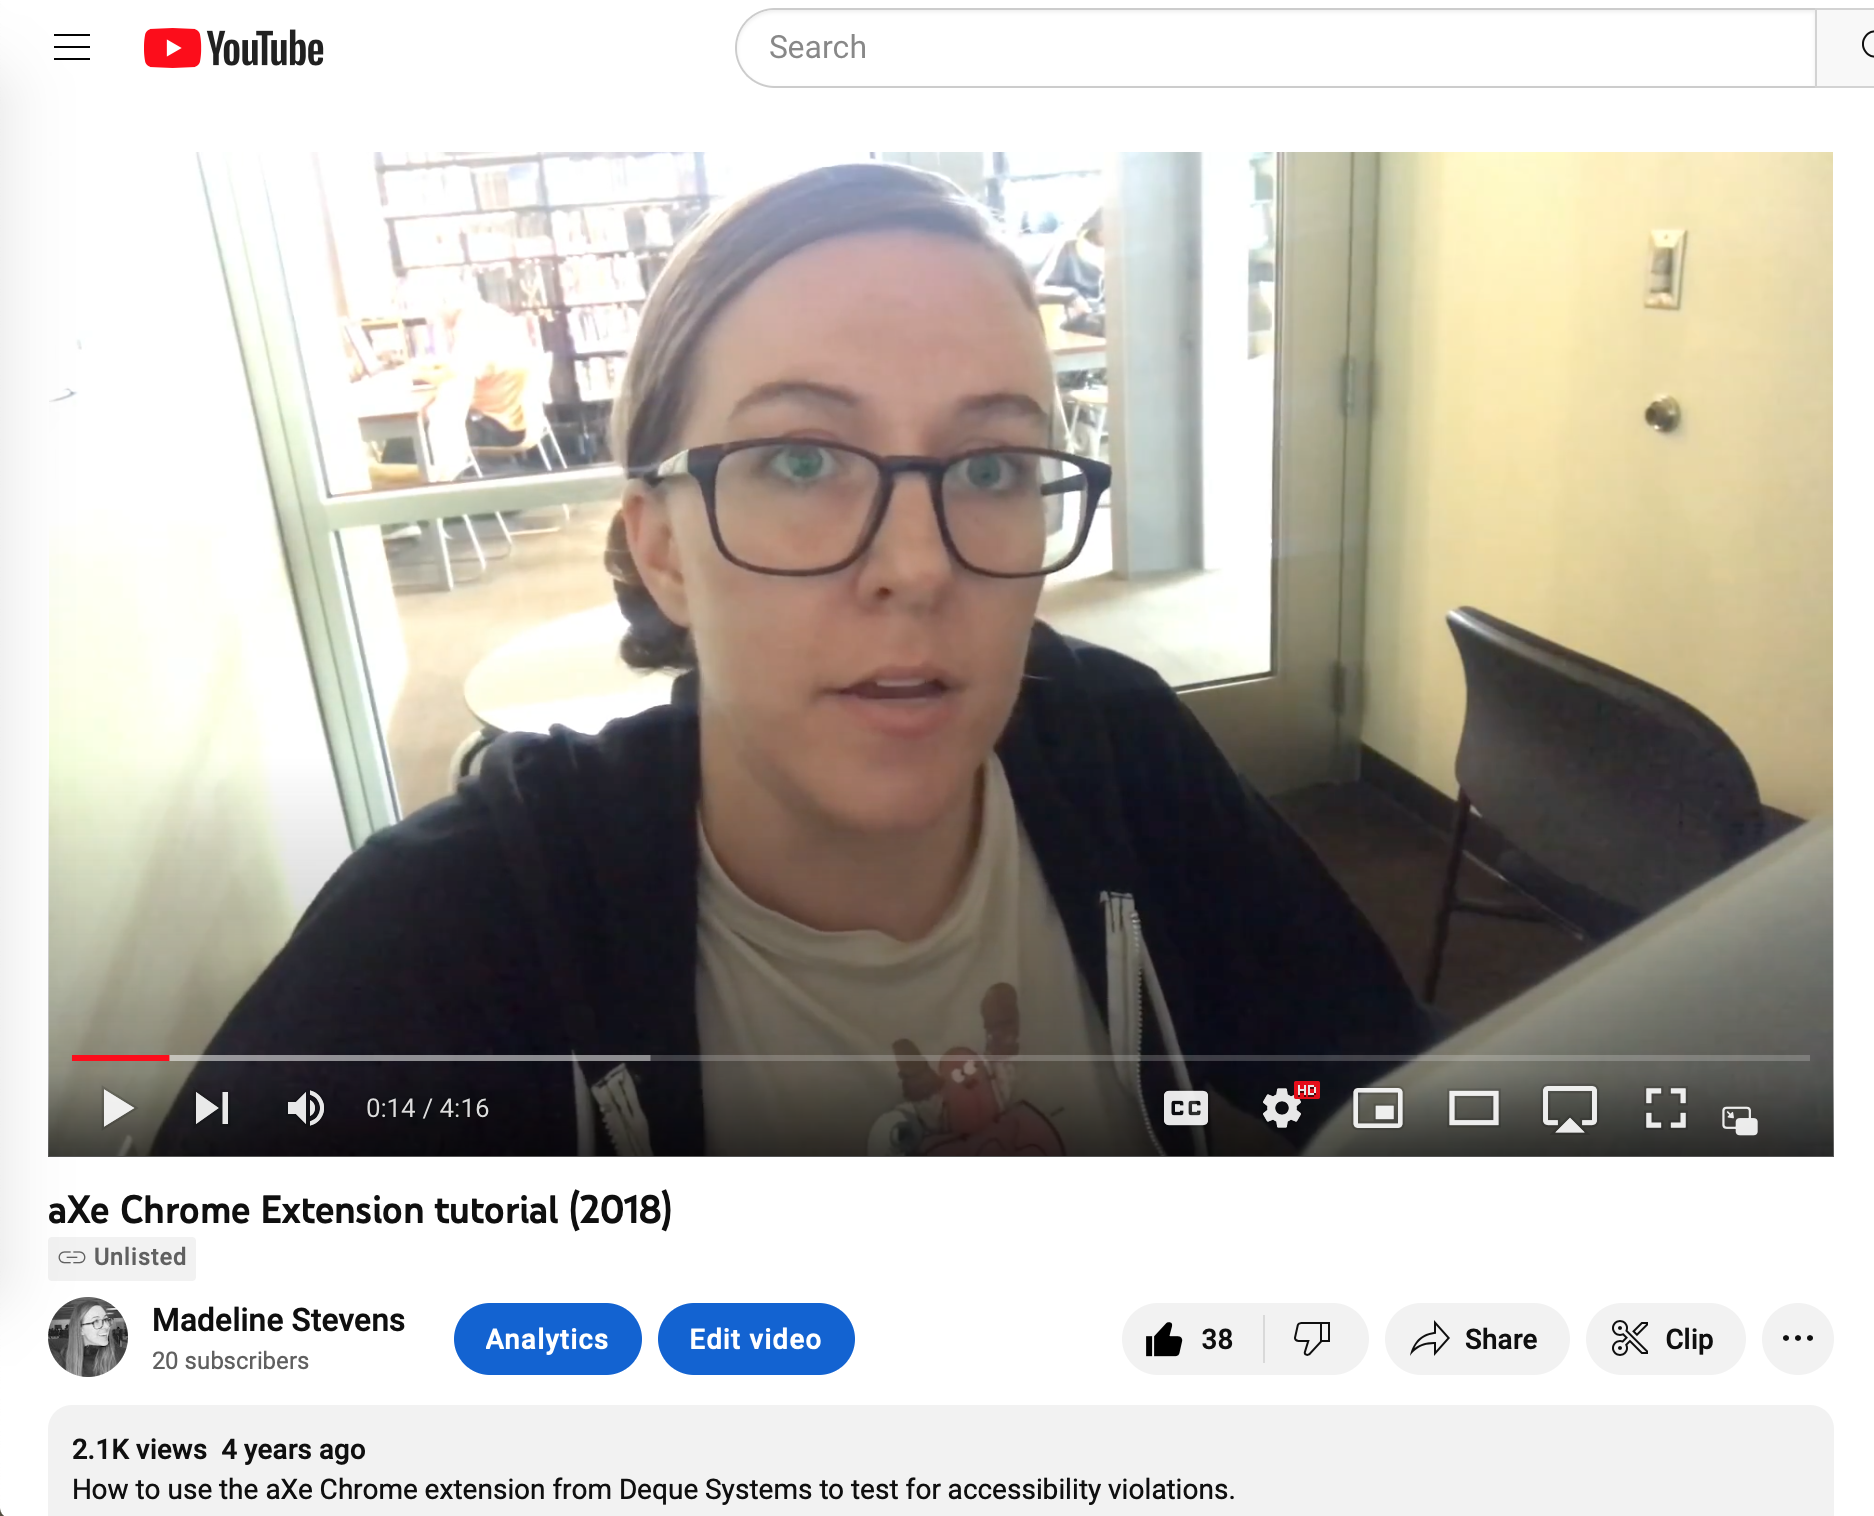 YouTube
Search
0:14 / 4:16
CC
HD
aXe Chrome Extension tutorial (2018)
Unlisted
Madeline Stevens
20 subscribers
Analytics
Edit video
38
Share
Clip
2.1K views 4 years ago
How to use the aXe Chrome extension from Deque Systems to test for accessibility violations.